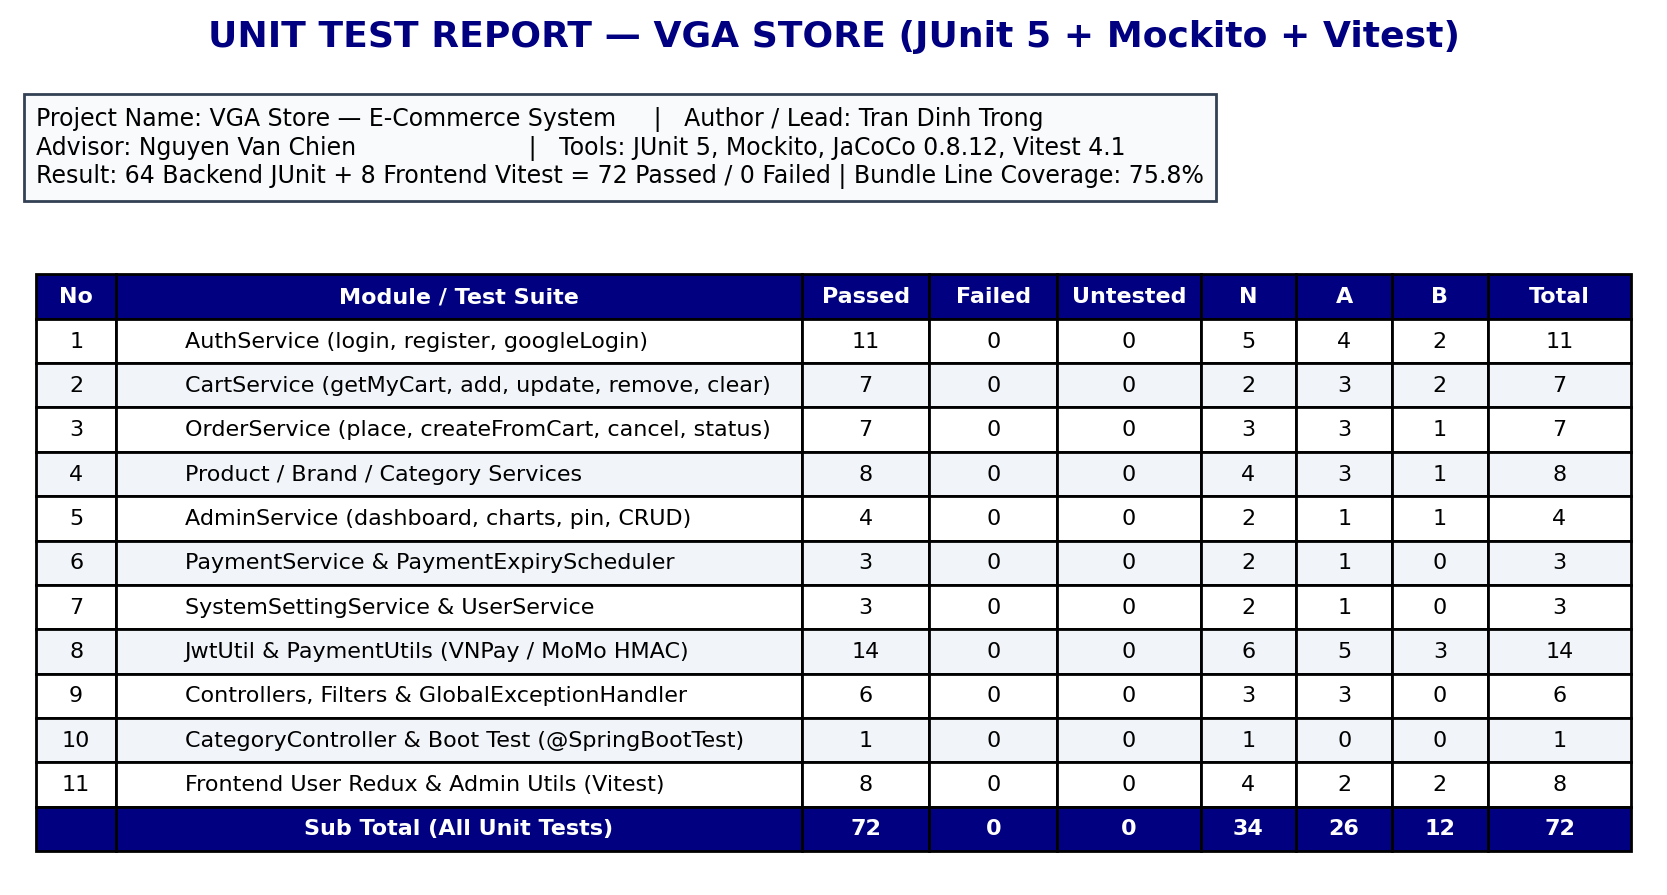 UNIT TEST REPORT — VGA STORE (JUnit 5 + Mockito + Vitest)
Project Name: VGA Store — E-Commerce System | Author / Lead: Tran Dinh Trong
Advisor: Nguyen Van Chien | Tools: JUnit 5, Mockito, JaCoCo 0.8.12, Vitest 4.1
Result: 64 Backend JUnit + 8 Frontend Vitest = 72 Passed / 0 Failed | Bundle Line Coverage: 75.8%
No Module / Test Suite Passed Failed Untested N A B Total
1 AuthService (login, register, googleLogin) 11 0 0 5 4 2 11
2 CartService (getMyCart, add, update, remove, clear) 7 0 0 2 3 2 7
3 OrderService (place, createFromCart, cancel, status) 7 0 0 3 3 1 7
4 Product / Brand / Category Services 8 0 0 4 3 1 8
5 AdminService (dashboard, charts, pin, CRUD) 4 0 0 2 1 1 4
6 PaymentService & PaymentExpiryScheduler 3 0 0 2 1 0 3
7 SystemSettingService & UserService 3 0 0 2 1 0 3
8 JwtUtil & PaymentUtils (VNPay / MoMo HMAC) 14 0 0 6 5 3 14
9 Controllers, Filters & GlobalExceptionHandler 6 0 0 3 3 0 6
10 CategoryController & Boot Test (@SpringBootTest) 1 0 0 1 0 0 1
11 Frontend User Redux & Admin Utils (Vitest) 8 0 0 4 2 2 8
Sub Total (All Unit Tests) 72 0 0 34 26 12 72